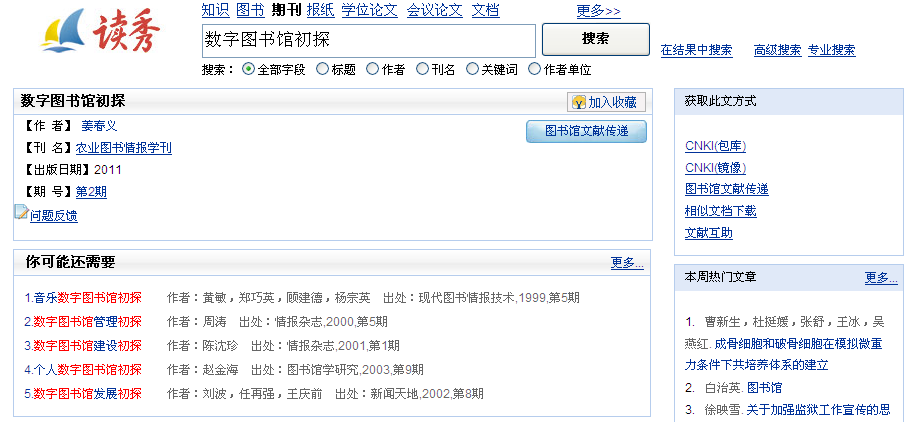 读秀
知识 图书 期刊 报纸 学位论文 会议论文 文档 更多>>
数字图书馆初探 搜索
在结果中搜索 高级搜索 专业搜索
搜索： 全部字段 标题 作者 刊名 关键词 作者单位
数字图书馆初探 加入收藏
【作 者】 姜春义 图书馆文献传递
【刊 名】农业图书情报学刊
【出版日期】2011
【期 号】第2期
问题反馈
获取此文方式
CNKI(包库)
CNKI(镜像)
图书馆文献传递
相似文档下载
文献互助
你可能还需要 更多...
1.音乐数字图书馆初探 作者：黄敏，郑巧英，顾建德，杨宗英 出处：现代图书情报技术,1999,第5期
2.数字图书馆管理初探 作者：周涛 出处：情报杂志,2000,第5期
3.数字图书馆建设初探 作者：陈沈珍 出处：情报杂志,2001,第1期
4.个人数字图书馆初探 作者：赵金海 出处：图书馆学研究,2003,第9期
5.数字图书馆发展初探 作者：刘波，任再强，王庆前 出处：新闻天地,2002,第8期
本周热门文章 更多...
1. 曹新生，杜挺媛，张舒，王冰，吴
燕红. 成骨细胞和破骨细胞在模拟微重
力条件下共培养体系的建立
2. 白治英. 图书馆
3. 徐映雪. 关于加强监狱工作宣传的思